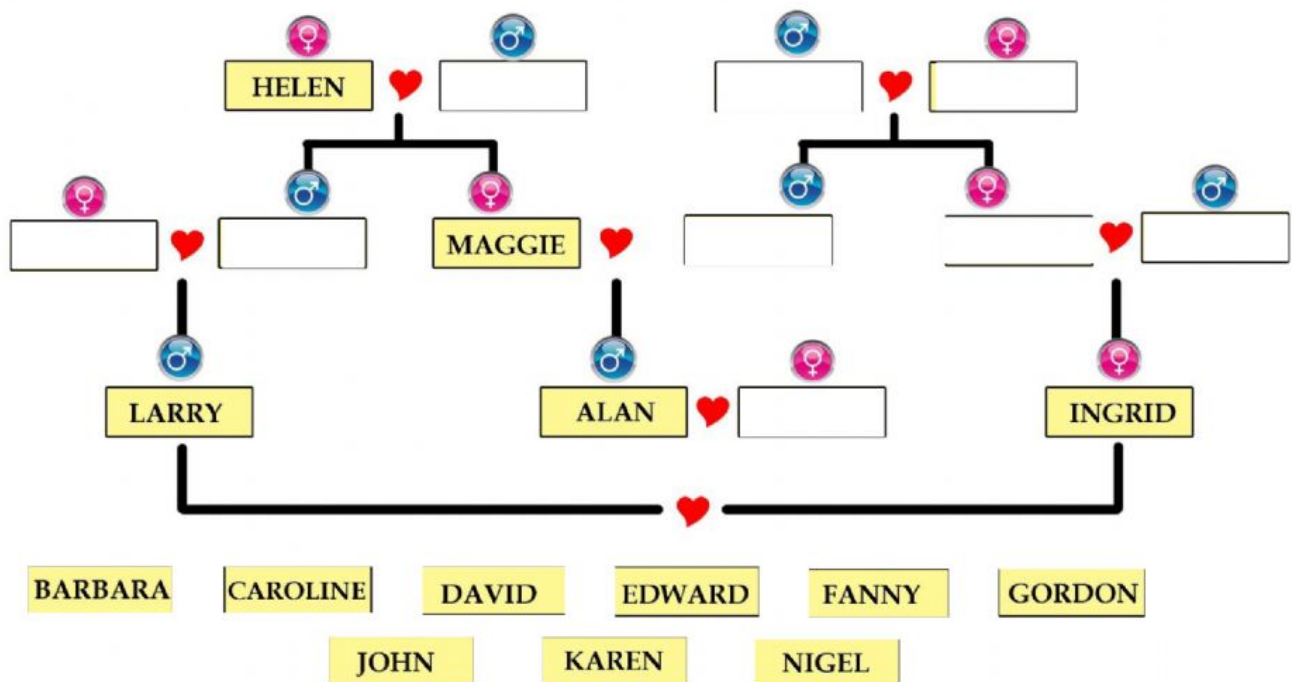 HELEN
MAGGIE
LARRY ALAN INGRID
BARBARA CAROLINE DAVID EDWARD FANNY GORDON
JOHN KAREN NIGEL